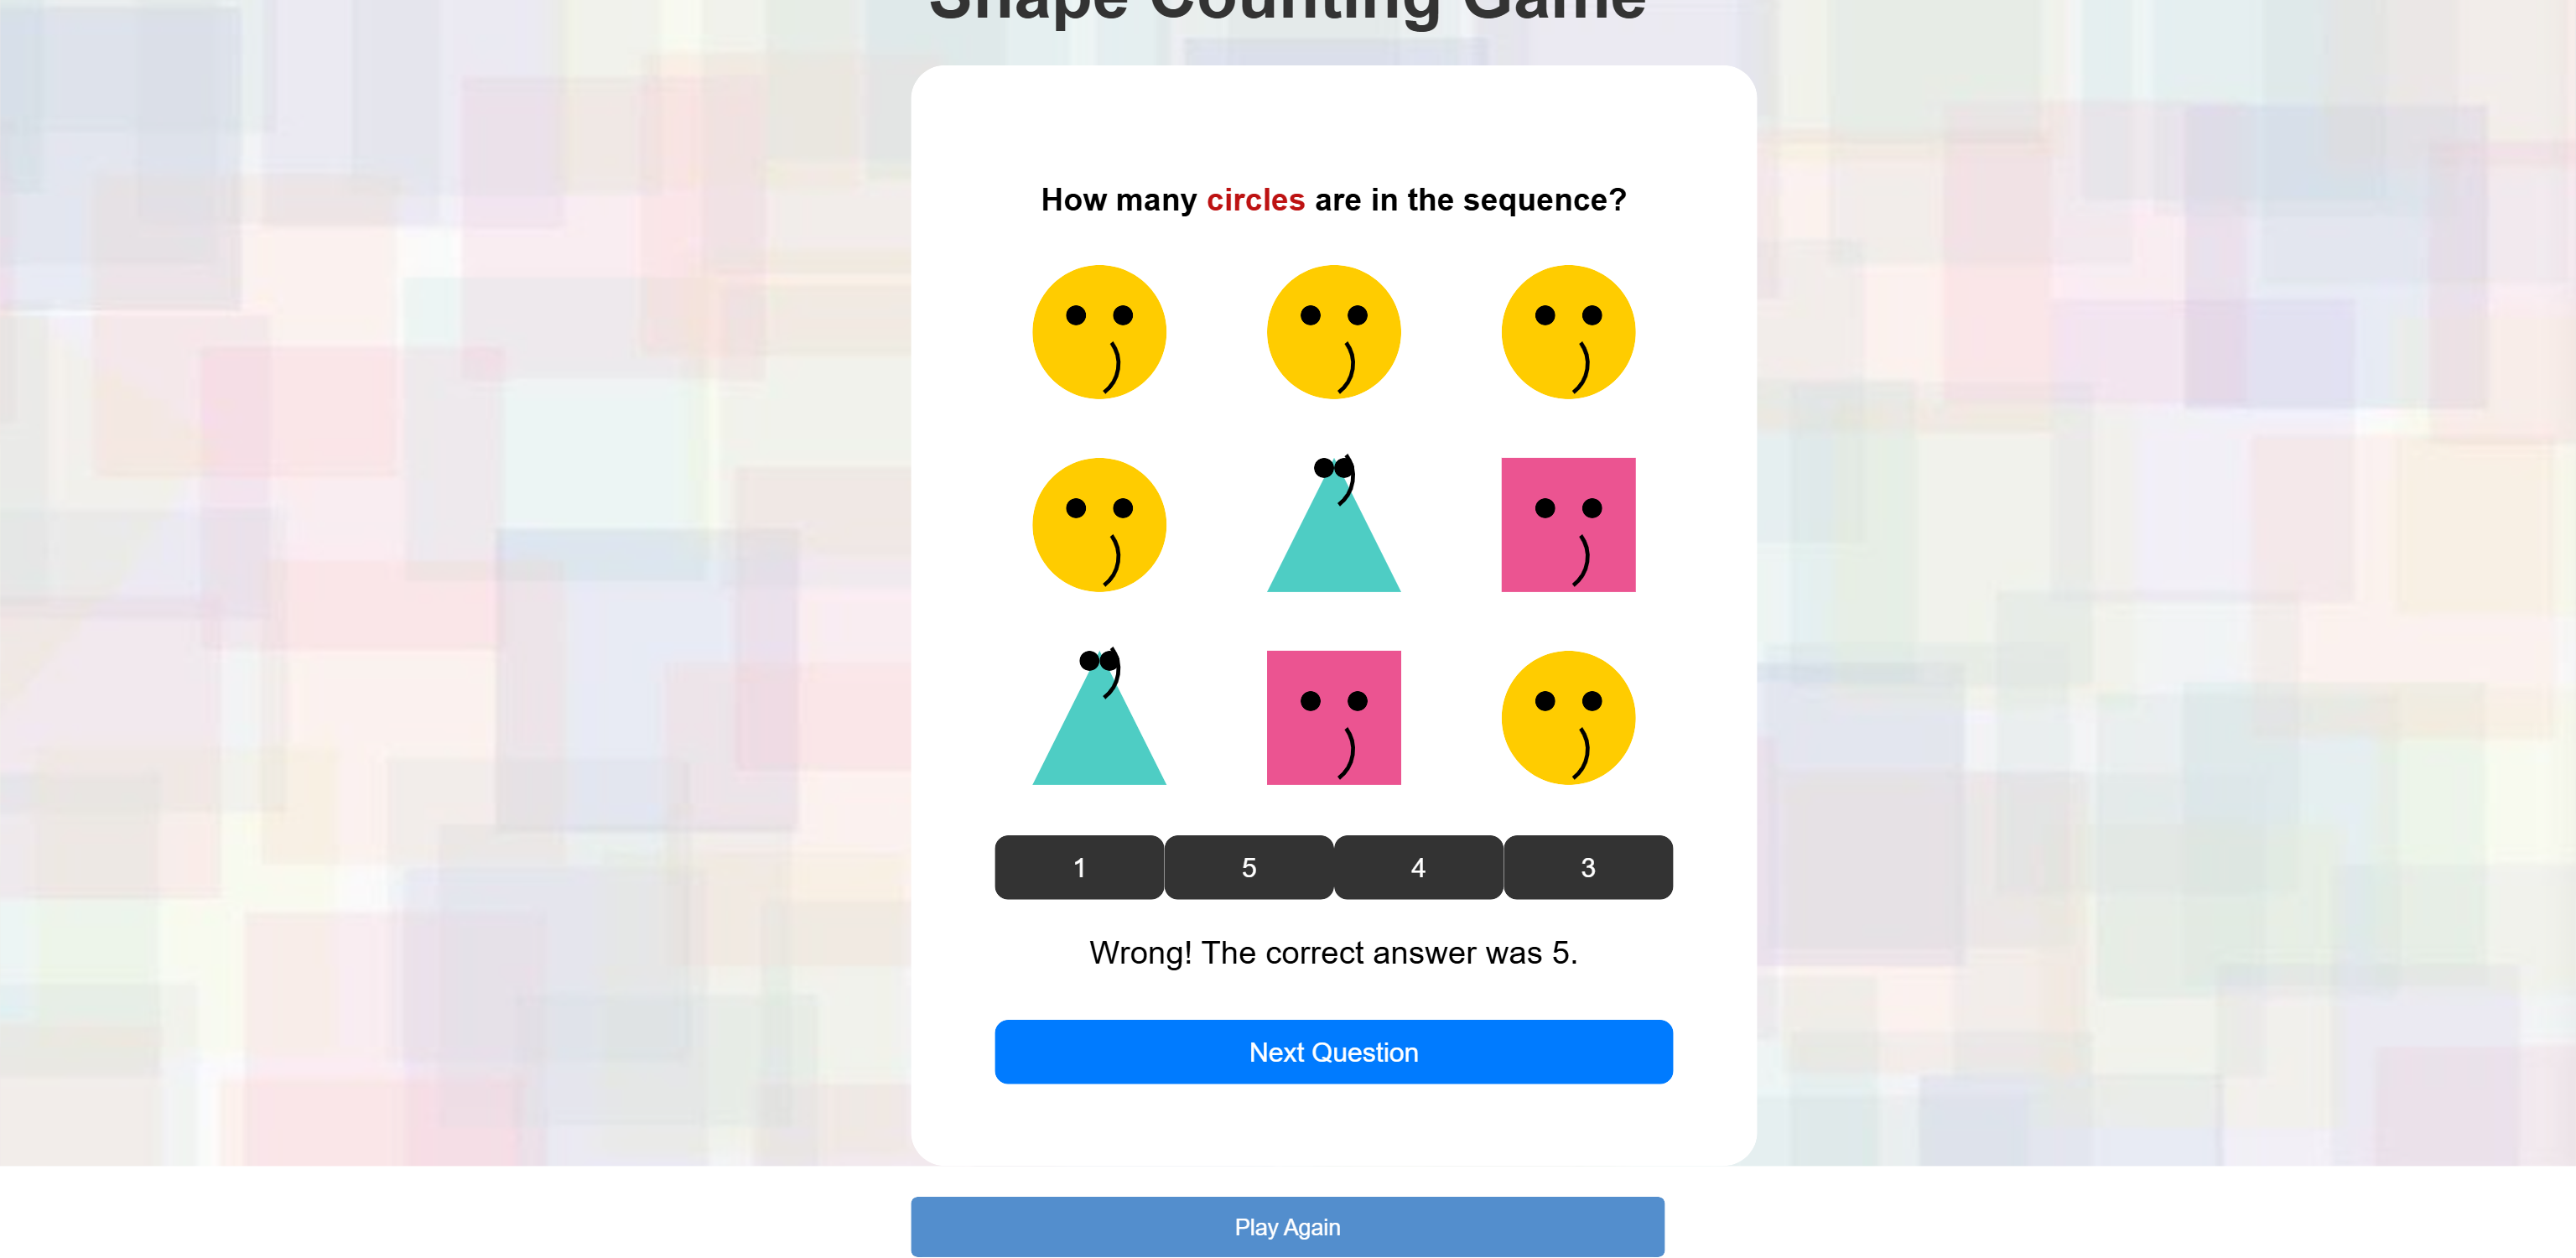 Shape Counting Game
How many circles are in the sequence?
1
5
4
3
Wrong! The correct answer was 5.
Next Question
Play Again